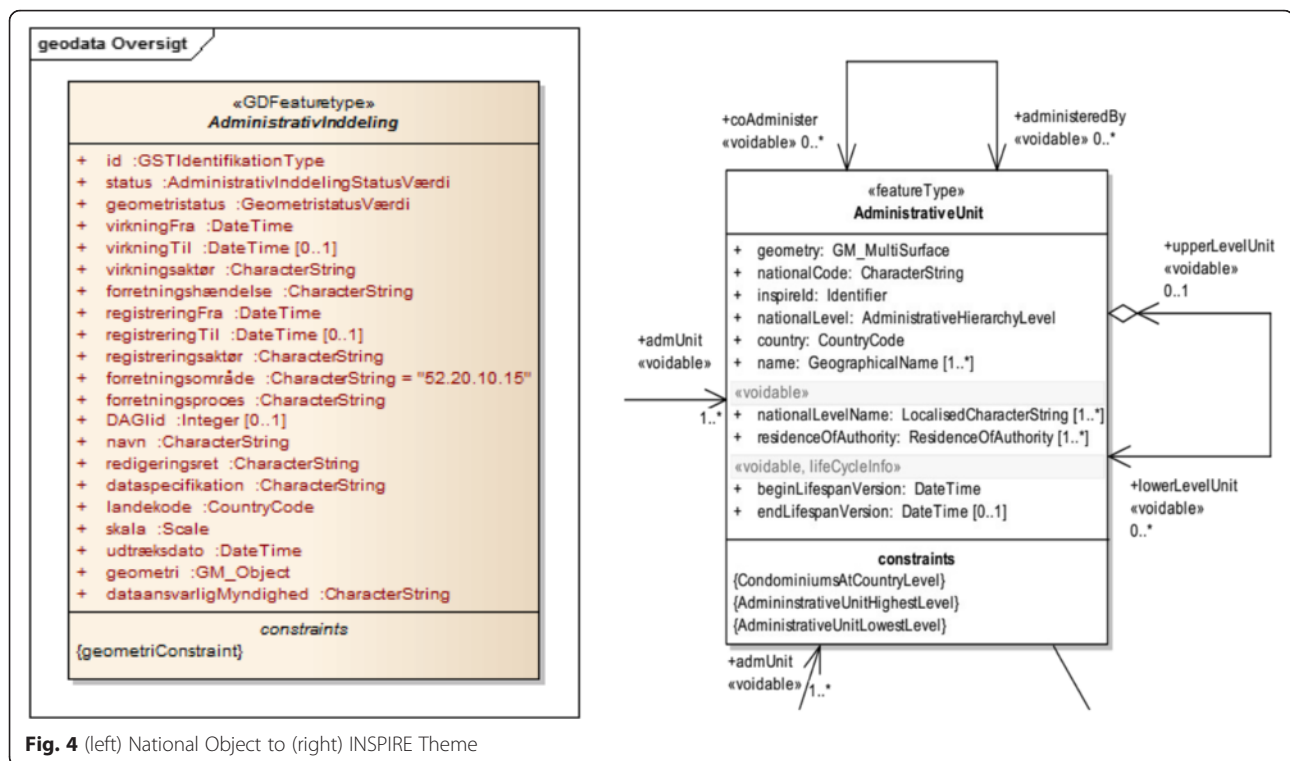 geodata Oversigt
«GDFeaturetype»
AdministrativInddeling
+ id :GSTIdentifikationType
+ status :AdministrativInddelingStatusVærdi
+ geometristatus :GeometristatusVærdi
+ virkningFra :DateTime
+ virkningTil :DateTime [0..1]
+ virkningsaktør :CharacterString
+ forretningshændelse :CharacterString
+ registreringFra :DateTime
+ registreringTil :DateTime [0..1]
+ registreringsaktør :CharacterString
+ forretningsområde :CharacterString = "52.20.10.15"
+ forretningsproces :CharacterString
+ DAGIid :Integer [0..1]
+ navn :CharacterString
+ redigeringsret :CharacterString
+ dataspecifikation :CharacterString
+ landekode :CountryCode
+ skala :Scale
+ udtræksdato :DateTime
+ geometri :GM_Object
+ dataansvarligMyndighed :CharacterString
constraints
{geometriConstraint}
+coAdminister
«voidable» 0..*
+administeredBy
«voidable» 0..*
«featureType»
AdministrativeUnit
+ geometry: GM_MultiSurface
+ nationalCode: CharacterString
+ inspireId: Identifier
+ nationalLevel: AdministrativeHierarchyLevel
+ country: CountryCode
+ name: GeographicalName [1..*]
«voidable»
+ nationalLevelName: LocalisedCharacterString [1..*]
+ residenceOfAuthority: ResidenceOfAuthority [1..*]
«voidable, lifeCycleInfo»
+ beginLifespanVersion: DateTime
+ endLifespanVersion: DateTime [0..1]
constraints
{CondominiumsAtCountryLevel}
{AdmininstrativeUnitHighestLevel}
{AdministrativeUnitLowestLevel}
+admUnit
«voidable»
1..*
+upperLevelUnit
«voidable»
0..1
+lowerLevelUnit
«voidable»
0..*
+admUnit
«voidable» 1..*
Fig. 4 (left) National Object to (right) INSPIRE Theme